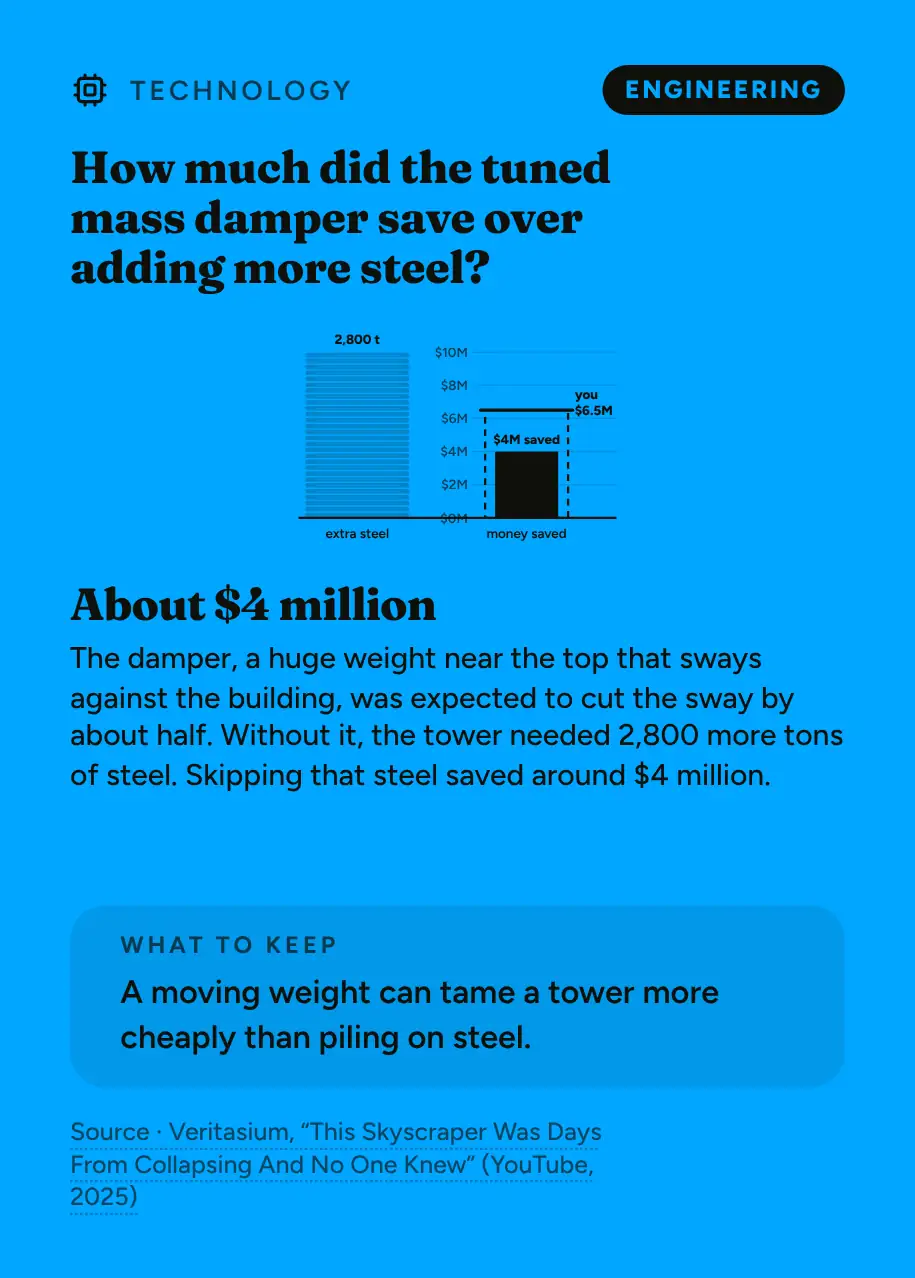 TECHNOLOGY
ENGINEERING
How much did the tuned
mass damper save over
adding more steel?
2,800 t
$10M
$8M
you
$6.5M
$6M
$4M saved
$4M
$2M
$0M
extra steel
money saved
About $4 million
The damper, a huge weight near the top that sways
against the building, was expected to cut the sway by
about half. Without it, the tower needed 2,800 more tons
of steel. Skipping that steel saved around $4 million.
WHAT TO KEEP
A moving weight can tame a tower more
cheaply than piling on steel.
Source · Veritasium, “This Skyscraper Was Days
From Collapsing And No One Knew” (YouTube,
2025)